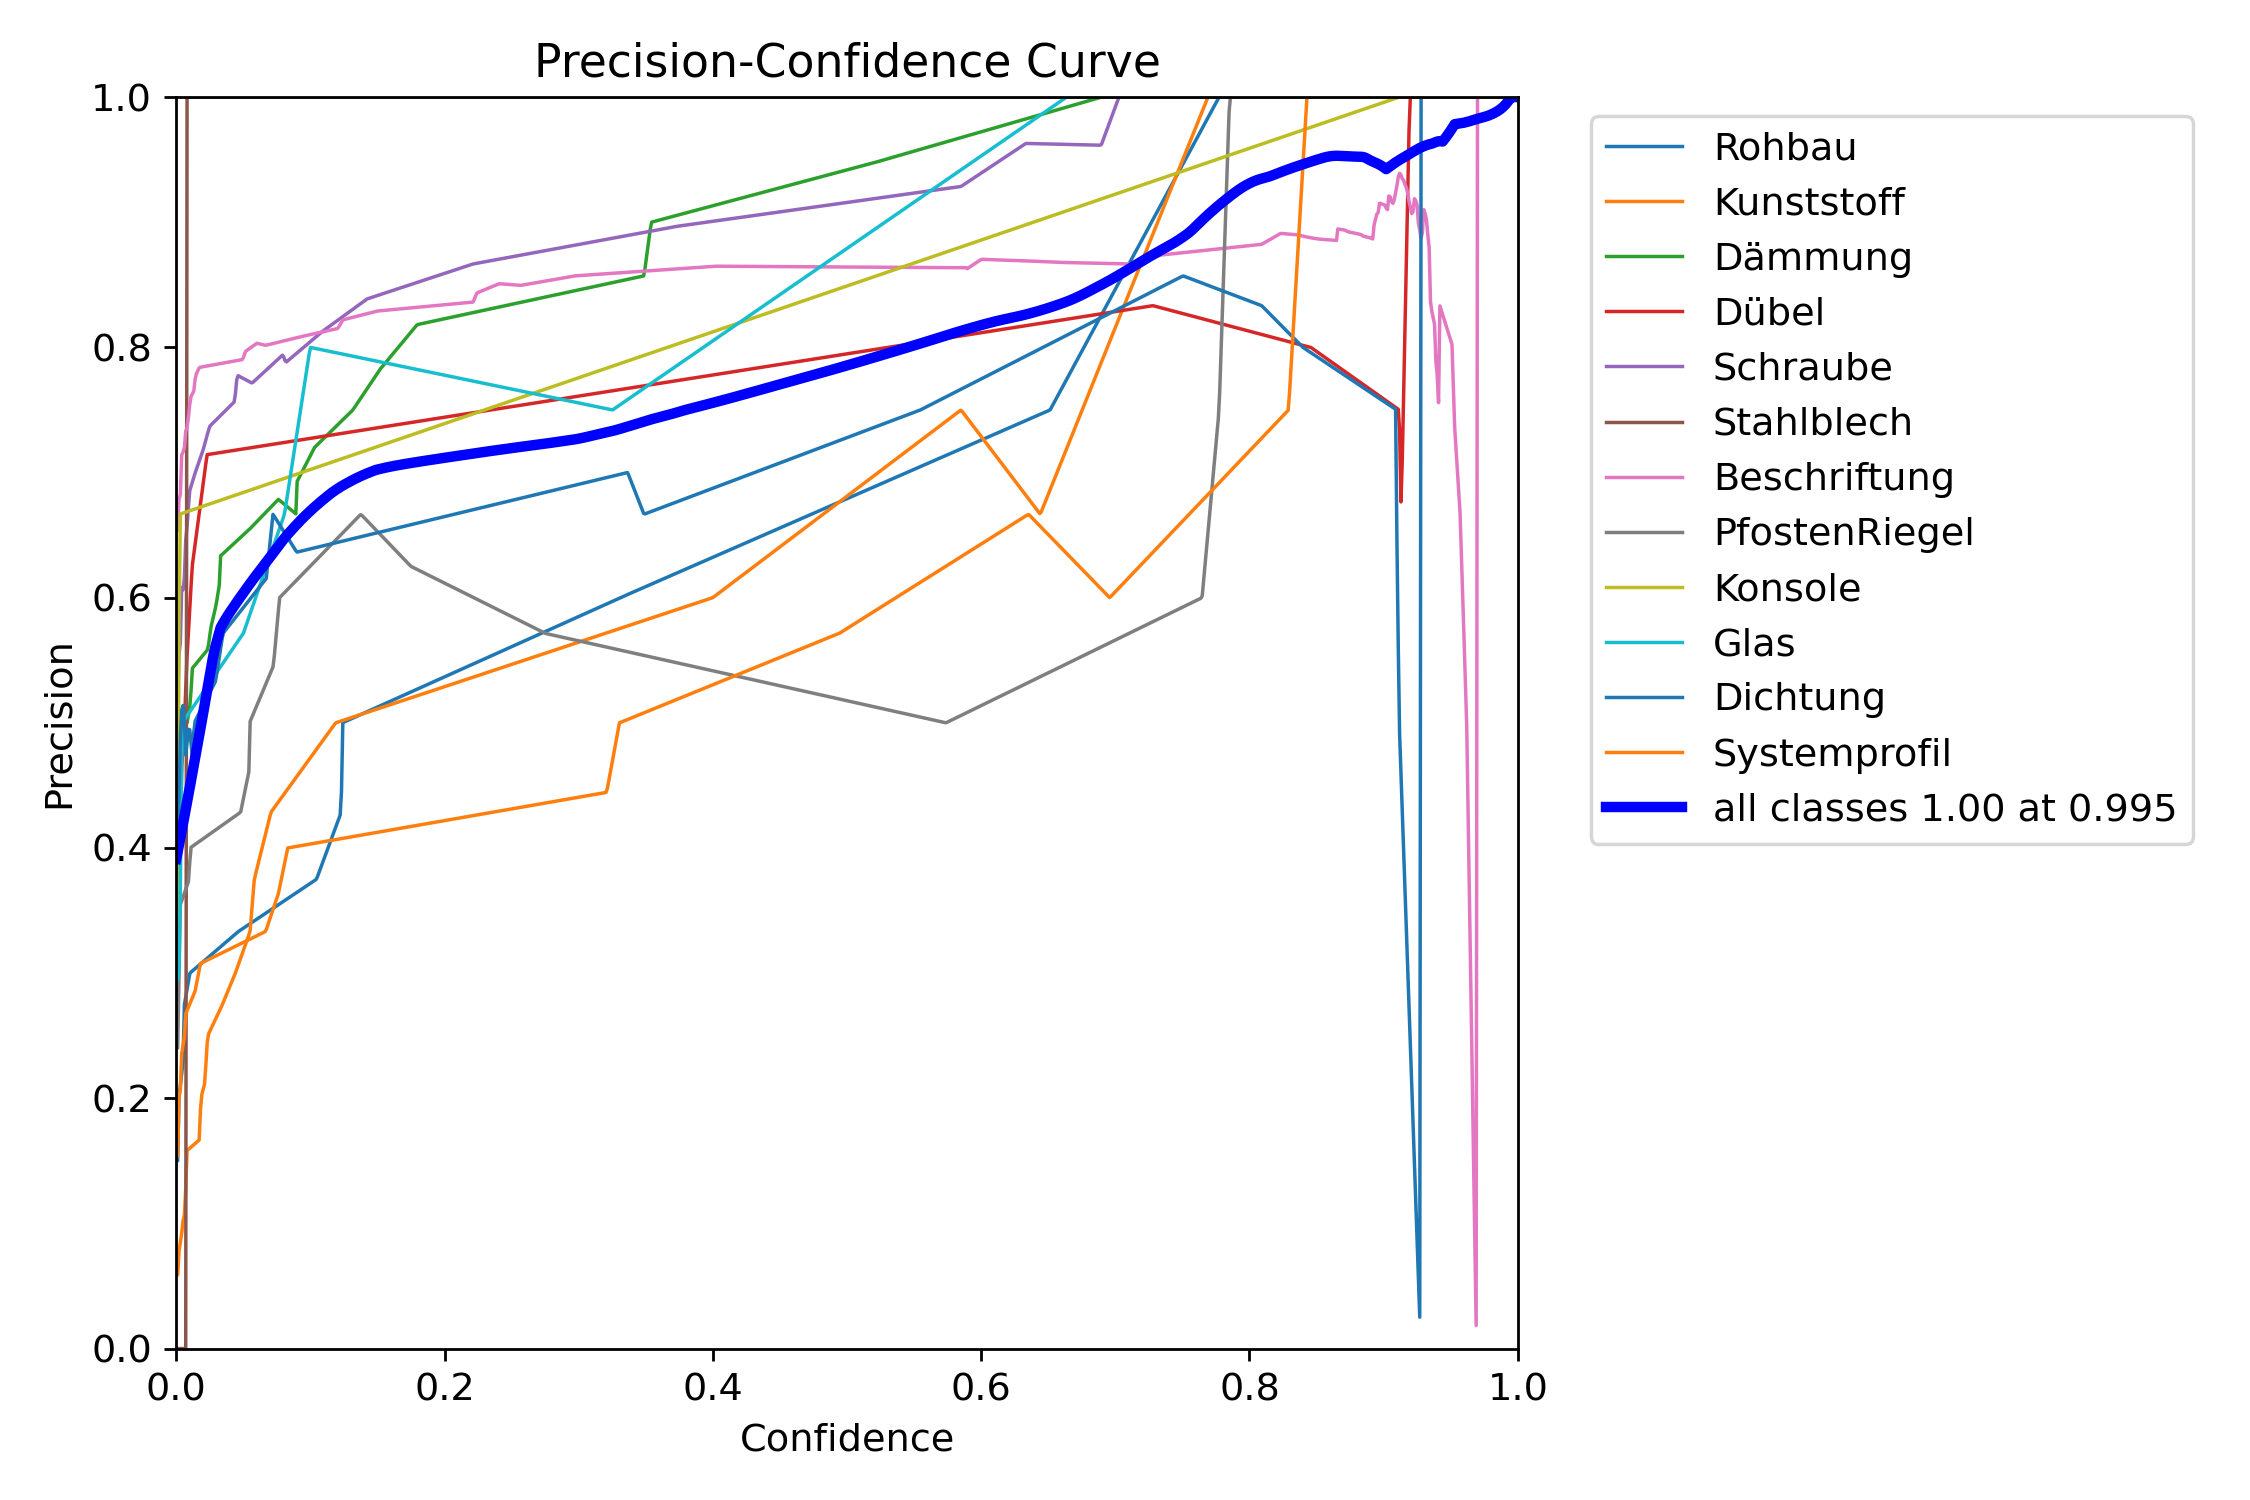 Precision-Confidence Curve
1.0
0.8
0.6
0.4
0.2
0.0
Precision
0.0 0.2 0.4 0.6 0.8 1.0
Confidence
Rohbau
Kunststoff
Dämmung
Dübel
Schraube
Stahlblech
Beschriftung
PfostenRiegel
Konsole
Glas
Dichtung
Systemprofil
all classes 1.00 at 0.995